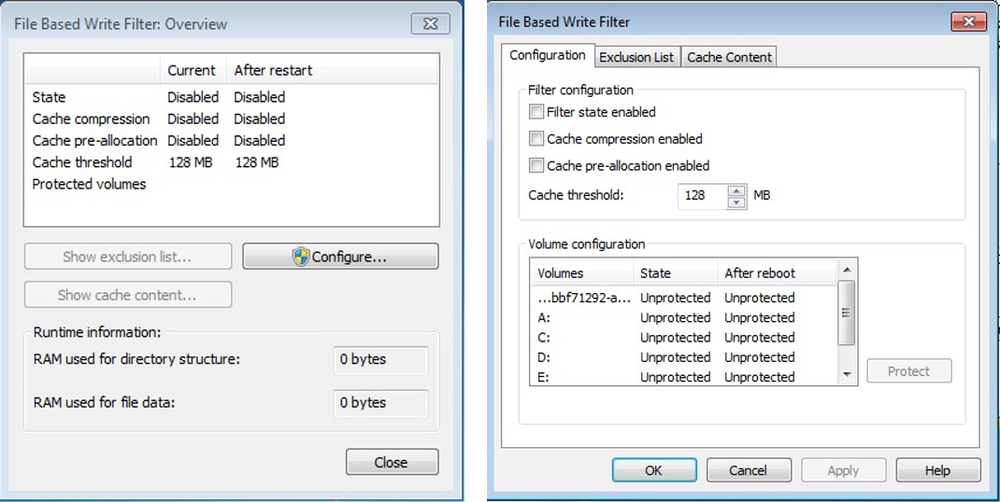 File Based Write Filter: Overview
Current After restart
State Disabled Disabled
Cache compression Disabled Disabled
Cache pre-allocation Disabled Disabled
Cache threshold 128 MB 128 MB
Protected volumes
Show exclusion list...
Configure...
Show cache content...
Runtime information:
RAM used for directory structure: 0 bytes
RAM used for file data: 0 bytes
Close
File Based Write Filter
Configuration Exclusion List Cache Content
Filter configuration
Filter state enabled
Cache compression enabled
Cache pre-allocation enabled
Cache threshold: 128 MB
Volume configuration
Volumes State After reboot
...bbf71292-a... Unprotected Unprotected
A: Unprotected Unprotected
C: Unprotected Unprotected
D: Unprotected Unprotected
E: Unprotected Unprotected
Protect
OK Cancel Apply Help